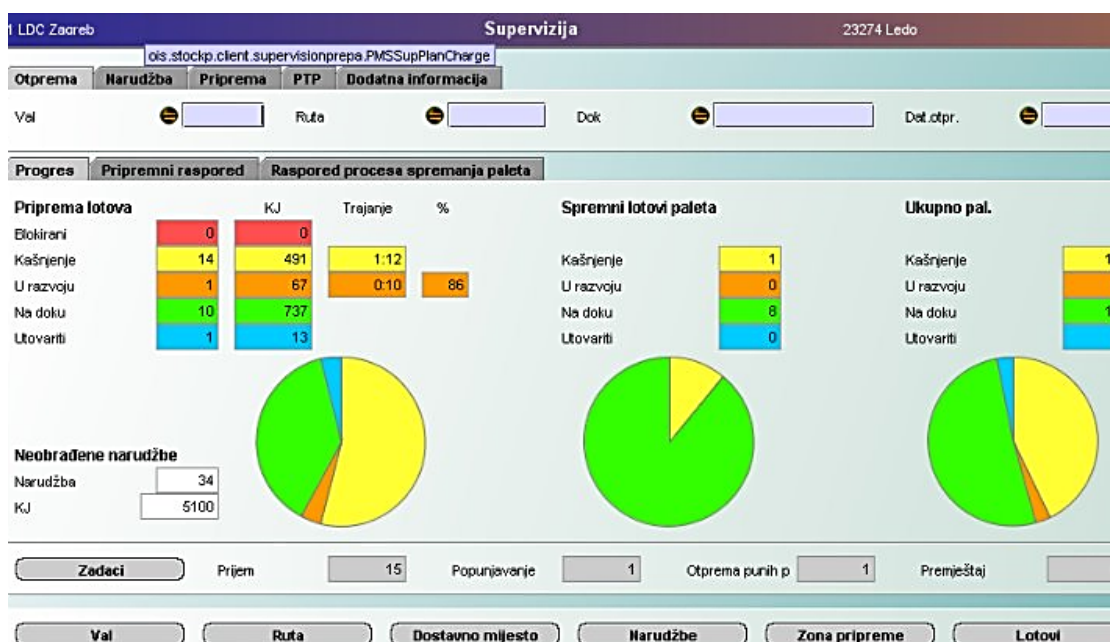 1 LDC Zagreb Supervizija 23274 Ledo
ois.stockp.client.supervisionprepa.PMSSupPlanCharge
Otprema Narudžba Priprema PTP Dodatna informacija
Val Ruta Dok Dat.otpr.
Progres Pripremni raspored Raspored procesa spremanja paleta
Priprema lotova KJ Trajanje % Spremni lotovi paleta Ukupno pal.
Blokirani 0 0
Kašnjenje 14 491 1:12 Kašnjenje 1 Kašnjenje 1
U razvoju 1 67 0:10 86 U razvoju 0 U razvoju
Na doku 10 737 Na doku 8 Na doku 1
Utovariti 1 13 Utovariti 0 Utovariti
Neobrađene narudžbe
Narudžba 34
KJ 5100
Zadaci Prijem 15 Popunjavanje 1 Otprema punih p 1 Premještaj
Val Ruta Dostavno mijesto Narudžbe Zona pripreme Lotovi